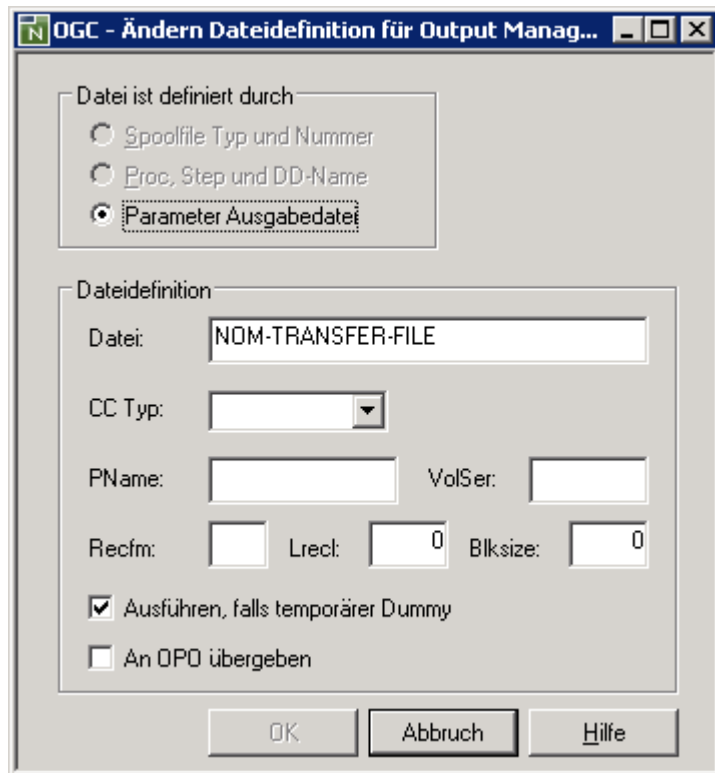 OGC - Ändern Dateidefinition für Output Manag...
Datei ist definiert durch
Spoolfile Typ und Nummer
Proc, Step und DD-Name
Parameter Ausgabedatei
Dateidefinition
Datei: NOM-TRANSFER-FILE
CC Typ:
PName: VolSer:
Recfm: Lrecl: 0 Blksize: 0
Ausführen, falls temporärer Dummy
An OPO übergeben
OK Abbruch Hilfe